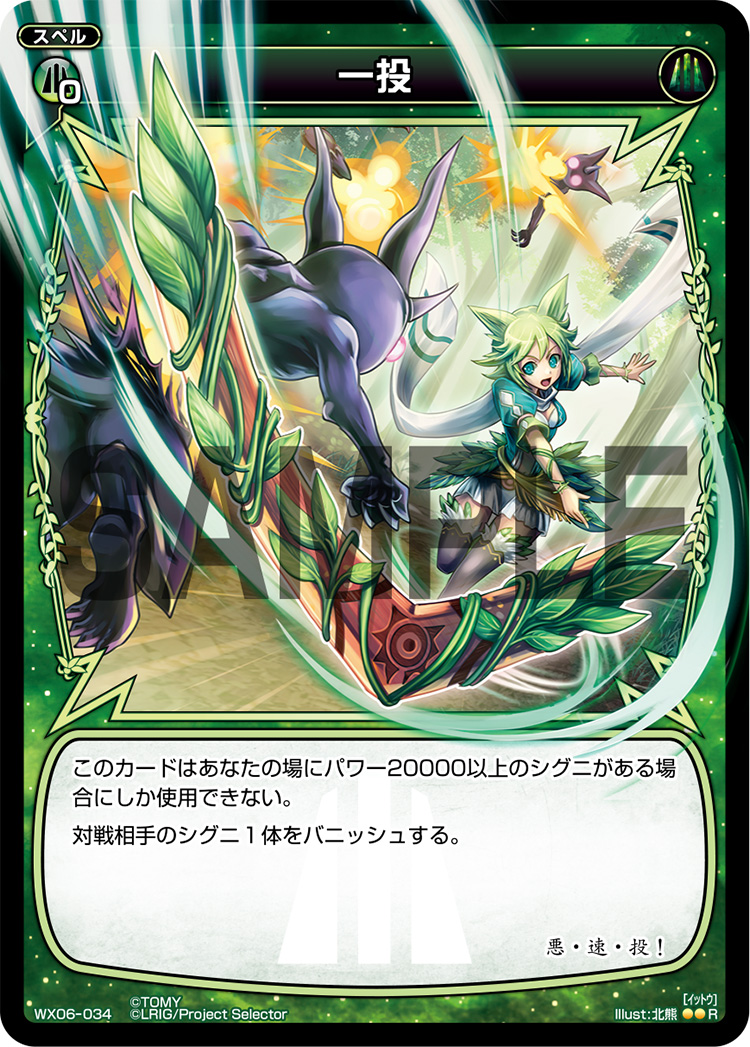 スペル
0
一投
SAMPLE
このカードはあなたの場にパワー20000以上のシグニがある場
合にしか使用できない。
対戦相手のシグニ1体をバニッシュする。
悪・速・投！
WX06-034
©TOMY
©LRIG/Project Selector
[イットウ]
Illust:北熊 R